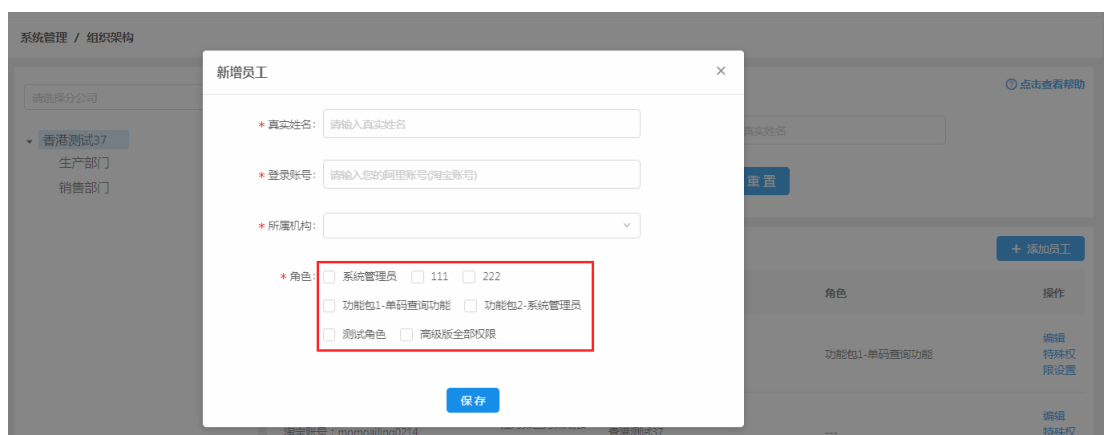 系统管理 / 组织架构
新增员工
请选择分公司
点击查看帮助
* 真实姓名： 请输入真实姓名
真实姓名
香港测试37
生产部门
* 登录账号： 请输入您的阿里账号(淘宝账号)
重 置
销售部门
* 所属机构：
+ 添加员工
* 角色： 系统管理员 111 222
角色 操作
功能包1-单码查询功能 功能包2-系统管理员
测试角色 高级版全部权限
功能包1-单码查询功能
编辑
特殊权
限设置
保存
编辑
淘宝账号：momoailing0214 香港测试37 特殊权